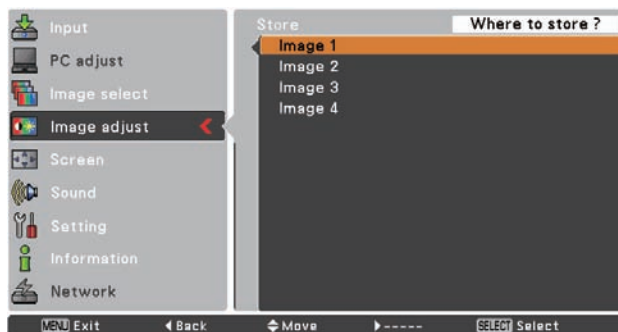 Input
PC adjust
Image select
Image adjust
Screen
Sound
Setting
Information
Network
Store
Where to store ?
Image 1
Image 2
Image 3
Image 4
MENU Exit
Back
Move
-----
SELECT Select